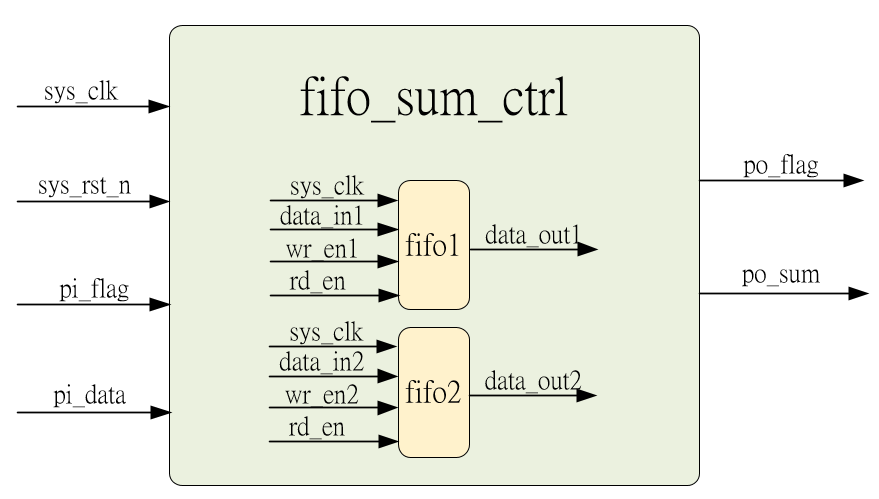 fifo_sum_ctrl
sys_clk
sys_rst_n
pi_flag
pi_data
sys_clk
data_in1
wr_en1
rd_en
fifo1
data_out1
sys_clk
data_in2
wr_en2
rd_en
fifo2
data_out2
po_flag
po_sum